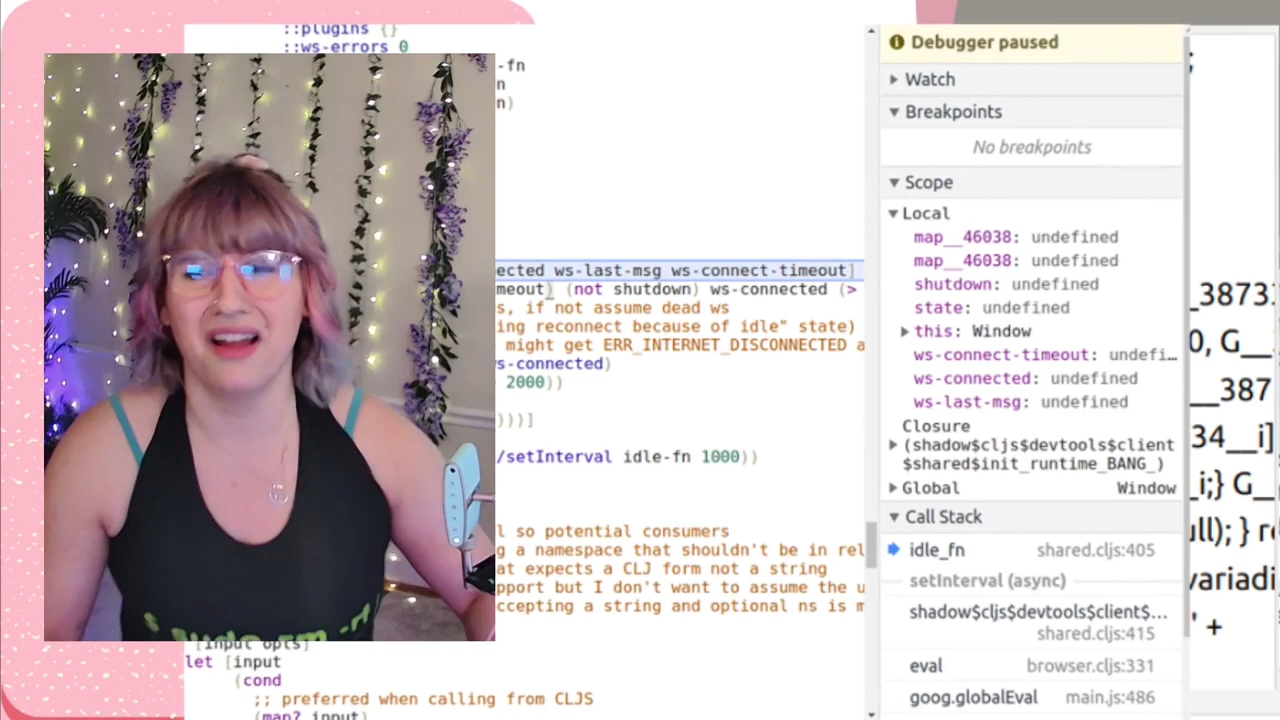 ::plugins {}
::ws-errors 0
-fn
n
n)
ected ws-last-msg ws-connect-timeout]
meout) (not shutdown) ws-connected (>
s, if not assume dead ws
ing reconnect because of idle" state)
might get ERR_INTERNET_DISCONNECTED a
s-connected)
2000))
)))]
/setInterval idle-fn 1000))
l so potential consumers
g a namespace that shouldn't be in rel
at expects a CLJ form not a string
pport but I don't want to assume the u
ccepting a string and optional ns is m
[input opts]
let [input
(cond
;; preferred when calling from CLJS
(map? input)
Debugger paused
Watch
Breakpoints
No breakpoints
Scope
Local
map__46038: undefined
map__46038: undefined
shutdown: undefined
state: undefined
this: Window
ws-connect-timeout: undefi…
ws-connected: undefined
ws-last-msg: undefined
Closure
(shadow$cljs$devtools$client
$shared$init_runtime_BANG_)
Global Window
Call Stack
idle_fn shared.cljs:405
setInterval (async)
shadow$cljs$devtools$client$…
shared.cljs:415
eval browser.cljs:331
goog.globalEval main.js:486
;
_3873
0, G__
__387
34__i]
_i;} G_
ull); } re
variadi
' +